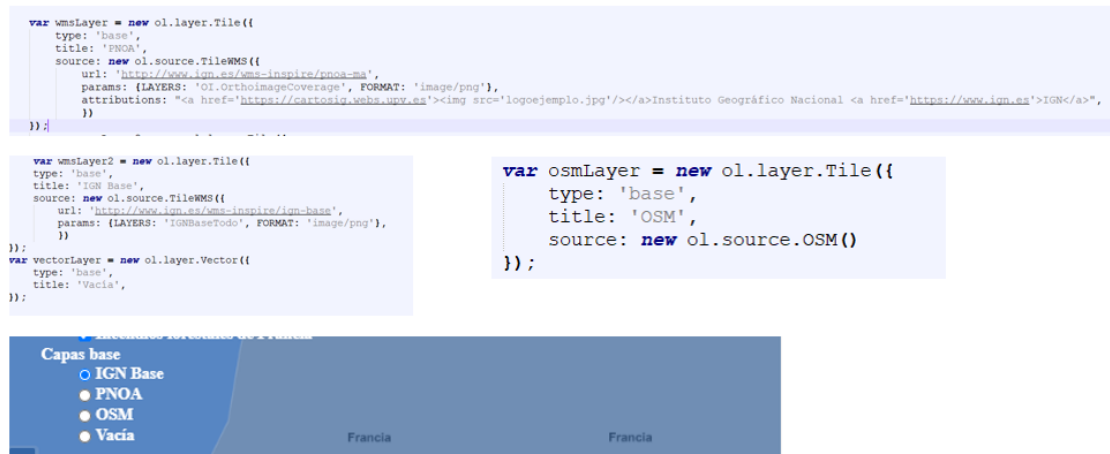 var wmsLayer = new ol.layer.Tile({
type: 'base',
title: 'PNOA',
source: new ol.source.TileWMS({
url: 'http://www.ign.es/wms-inspire/pnoa-ma',
params: {LAYERS: 'OI.OrthoimageCoverage', FORMAT: 'image/png'},
attributions: "<a href='https://cartosig.webs.upv.es'><img src='logoejemplo.jpg'/></a>Instituto Geográfico Nacional <a href='https://www.ign.es'>IGN</a>",
})
});
var wmsLayer2 = new ol.layer.Tile({
type: 'base',
title: 'IGN Base',
source: new ol.source.TileWMS({
url: 'http://www.ign.es/wms-inspire/ign-base',
params: {LAYERS: 'IGNBaseTodo', FORMAT: 'image/png'},
})
});
var vectorLayer = new ol.layer.Vector({
type: 'base',
title: 'Vacía',
});
var osmLayer = new ol.layer.Tile({
type: 'base',
title: 'OSM',
source: new ol.source.OSM()
});
Incendios forestales de Francia
Capas base
IGN Base
PNOA
OSM
Vacía
Francia
Francia